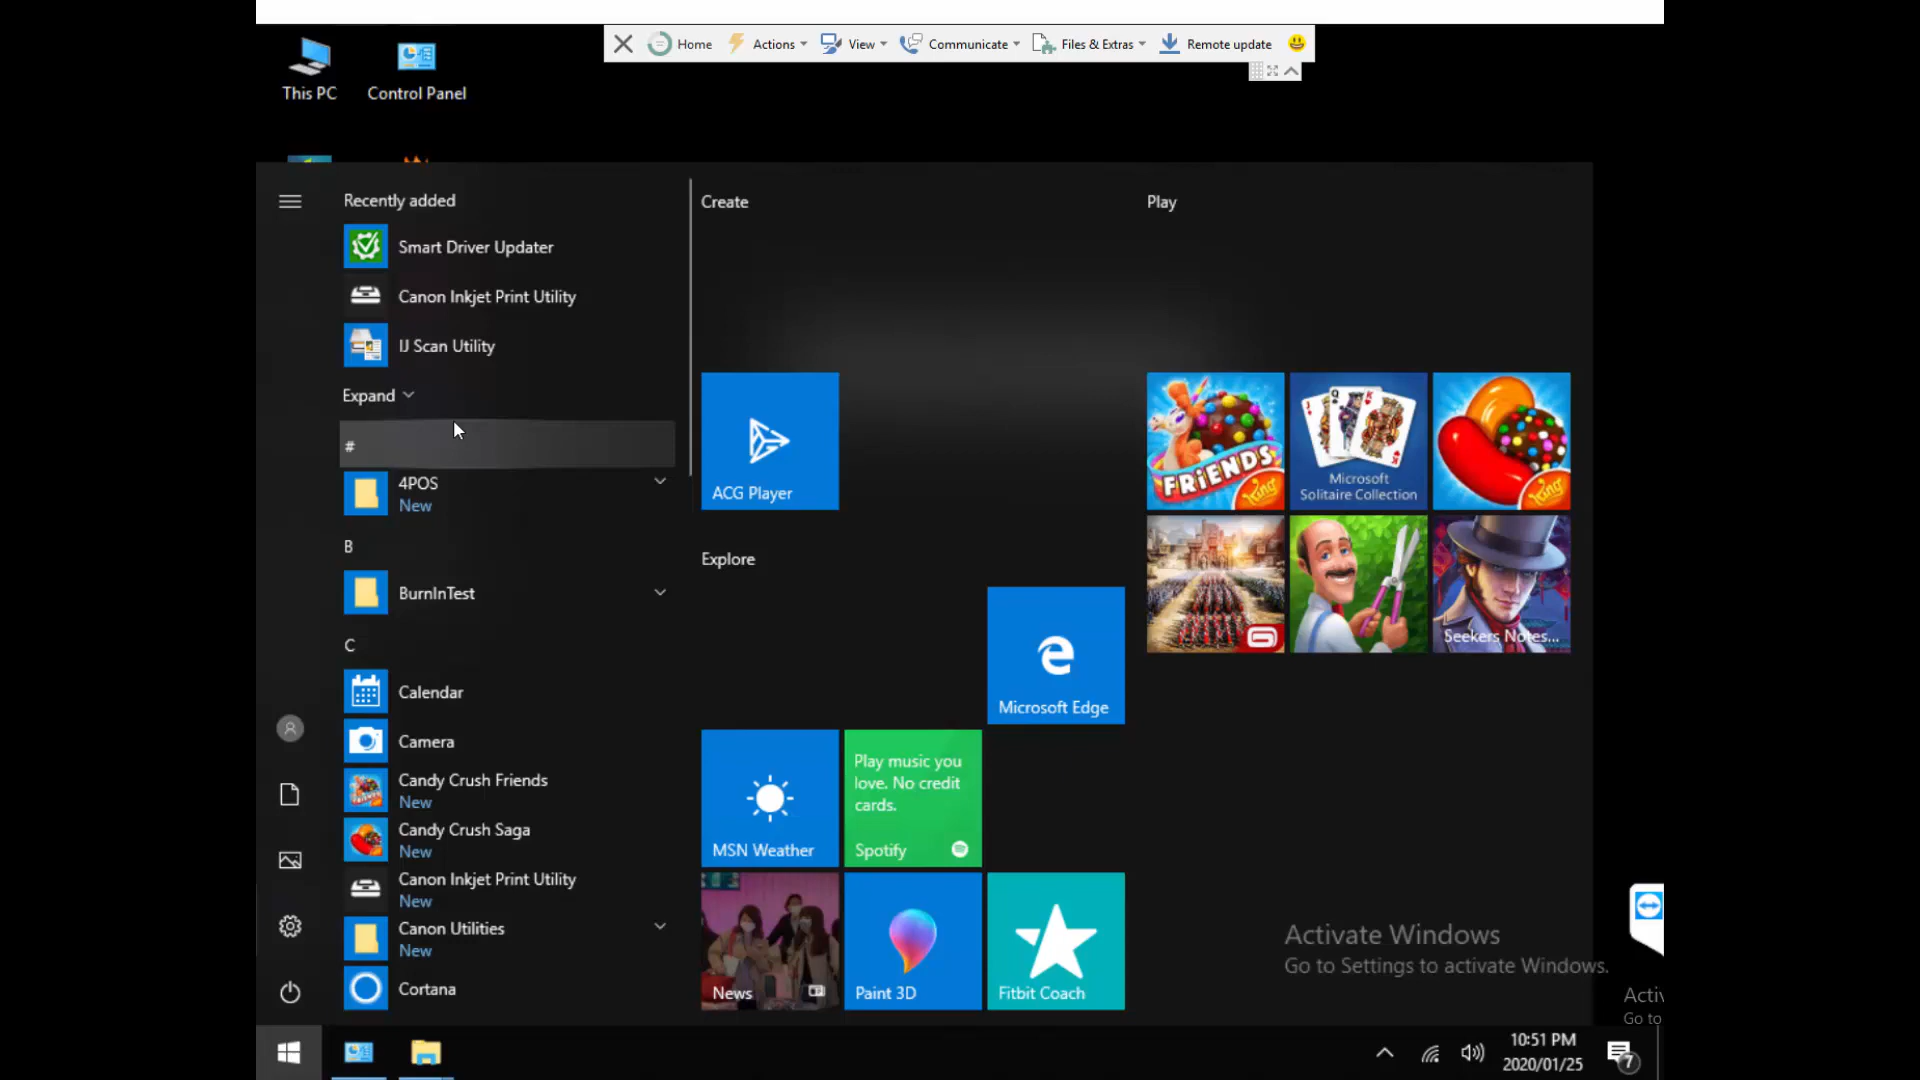 Home
Actions
View
Communicate
Files & Extras
Remote update
This PC
Control Panel
Recently added
Smart Driver Updater
Canon Inkjet Print Utility
IJ Scan Utility
Expand
#
4POS
New
B
BurnInTest
C
Calendar
Camera
Candy Crush Friends
New
Candy Crush Saga
New
Canon Inkjet Print Utility
New
Canon Utilities
New
Cortana
Create
ACG Player
Explore
Microsoft Edge
MSN Weather
Play music you
love. No credit
cards.
Spotify
News
Paint 3D
Fitbit Coach
Play
FRIENDS
King
Microsoft
Solitaire Collection
King
Seekers Notes...
Activate Windows
Go to Settings to activate Windows.
Activ
Go to
10:51 PM
2020/01/25
7